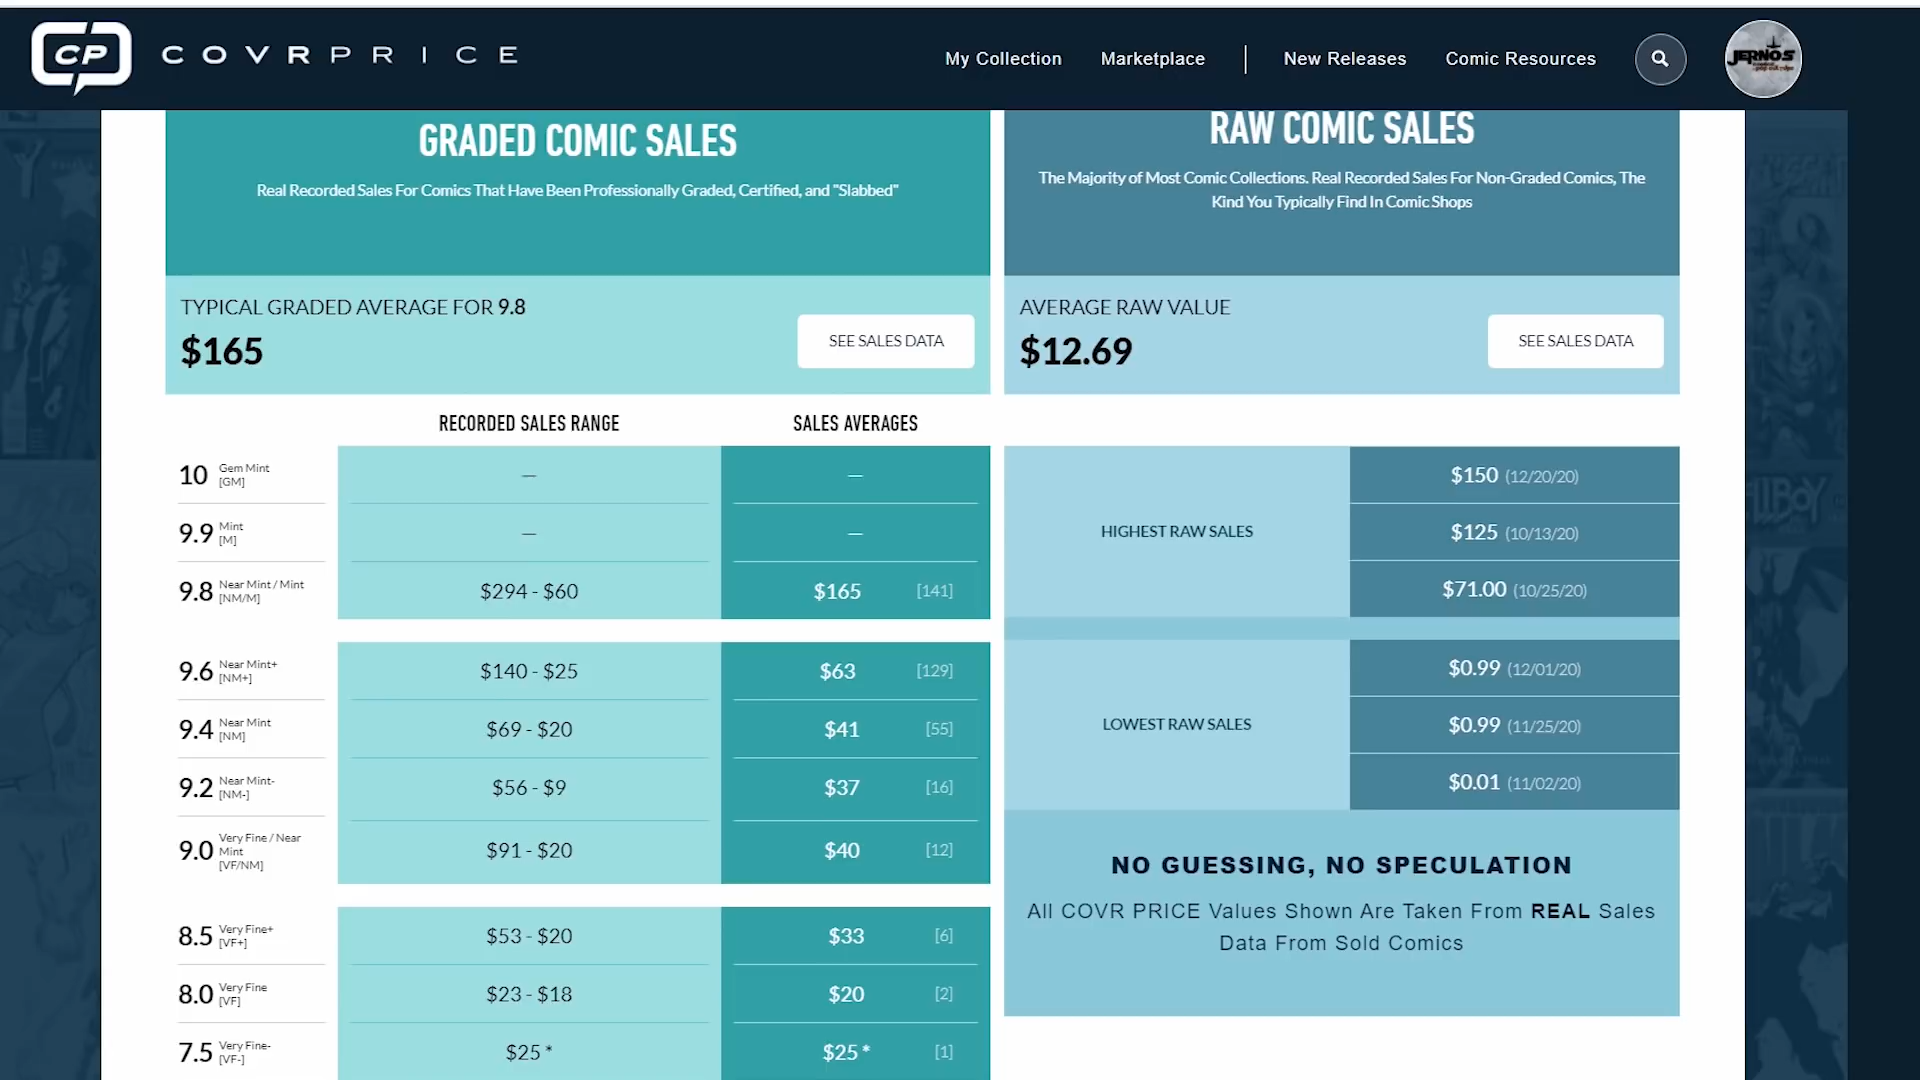 CP COVRPRICE
My Collection
Marketplace
New Releases
Comic Resources
JERNO'S
GRADED COMIC SALES
Real Recorded Sales For Comics That Have Been Professionally Graded, Certified, and "Slabbed"
TYPICAL GRADED AVERAGE FOR 9.8
$165
SEE SALES DATA
RAW COMIC SALES
The Majority of Most Comic Collections. Real Recorded Sales For Non-Graded Comics, The
Kind You Typically Find In Comic Shops
AVERAGE RAW VALUE
$12.69
SEE SALES DATA
RECORDED SALES RANGE SALES AVERAGES
10 Gem Mint [GM] — —
9.9 Mint [M] — —
9.8 Near Mint / Mint [NM/M] $294 - $60 $165 [141]
9.6 Near Mint+ [NM+] $140 - $25 $63 [129]
9.4 Near Mint [NM] $69 - $20 $41 [55]
9.2 Near Mint- [NM-] $56 - $9 $37 [16]
9.0 Very Fine / Near Mint [VF/NM] $91 - $20 $40 [12]
8.5 Very Fine+ [VF+] $53 - $20 $33 [6]
8.0 Very Fine [VF] $23 - $18 $20 [2]
7.5 Very Fine- [VF-] $25 * $25 * [1]
HIGHEST RAW SALES
$150 (12/20/20)
$125 (10/13/20)
$71.00 (10/25/20)
LOWEST RAW SALES
$0.99 (12/01/20)
$0.99 (11/25/20)
$0.01 (11/02/20)
NO GUESSING, NO SPECULATION
All COVR PRICE Values Shown Are Taken From REAL Sales
Data From Sold Comics